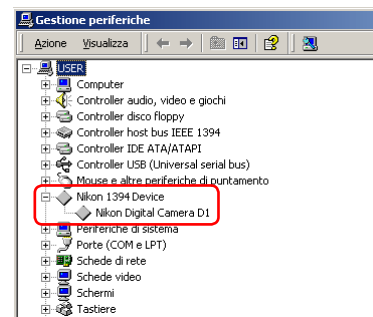 Gestione periferiche
Azione Visualizza
USER
Computer
Controller audio, video e giochi
Controller disco floppy
Controller host bus IEEE 1394
Controller IDE ATA/ATAPI
Controller USB (Universal serial bus)
Mouse e altre periferiche di puntamento
Nikon 1394 Device
Nikon Digital Camera D1
Periferiche di sistema
Porte (COM e LPT)
Schede di rete
Schede video
Schermi
Tastiere